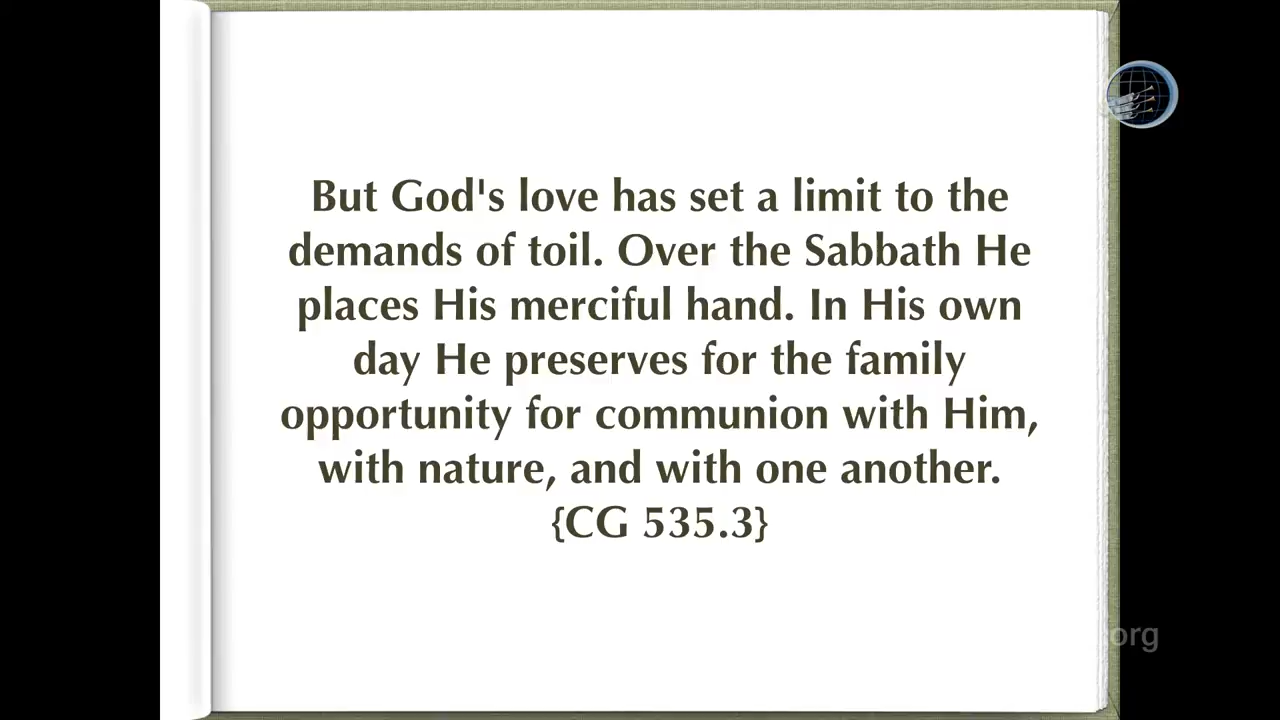 But God's love has set a limit to the
demands of toil. Over the Sabbath He
places His merciful hand. In His own
day He preserves for the family
opportunity for communion with Him,
with nature, and with one another.
{CG 535.3}
.org